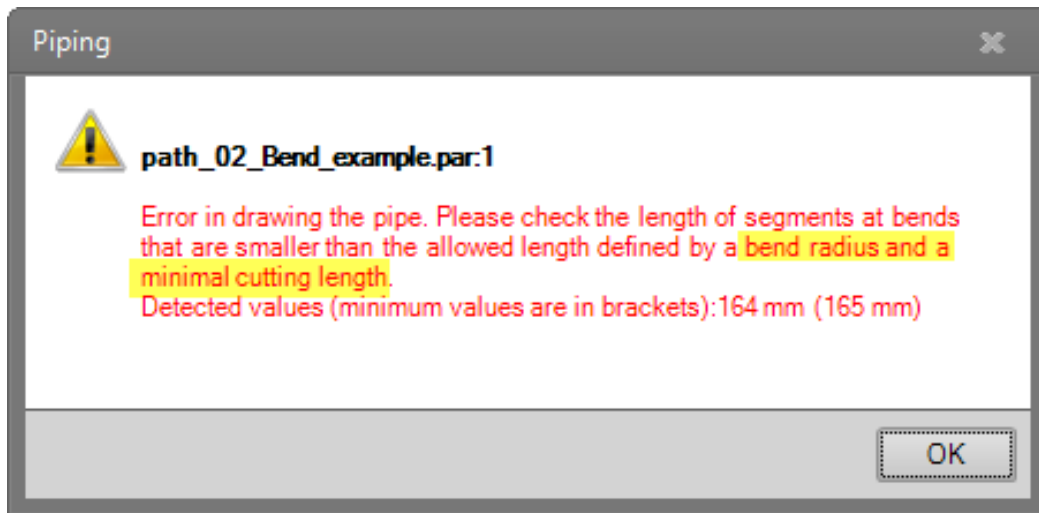 Piping
path_02_Bend_example.par:1
Error in drawing the pipe. Please check the length of segments at bends
that are smaller than the allowed length defined by a bend radius and a
minimal cutting length.
Detected values (minimum values are in brackets):164 mm (165 mm)
OK